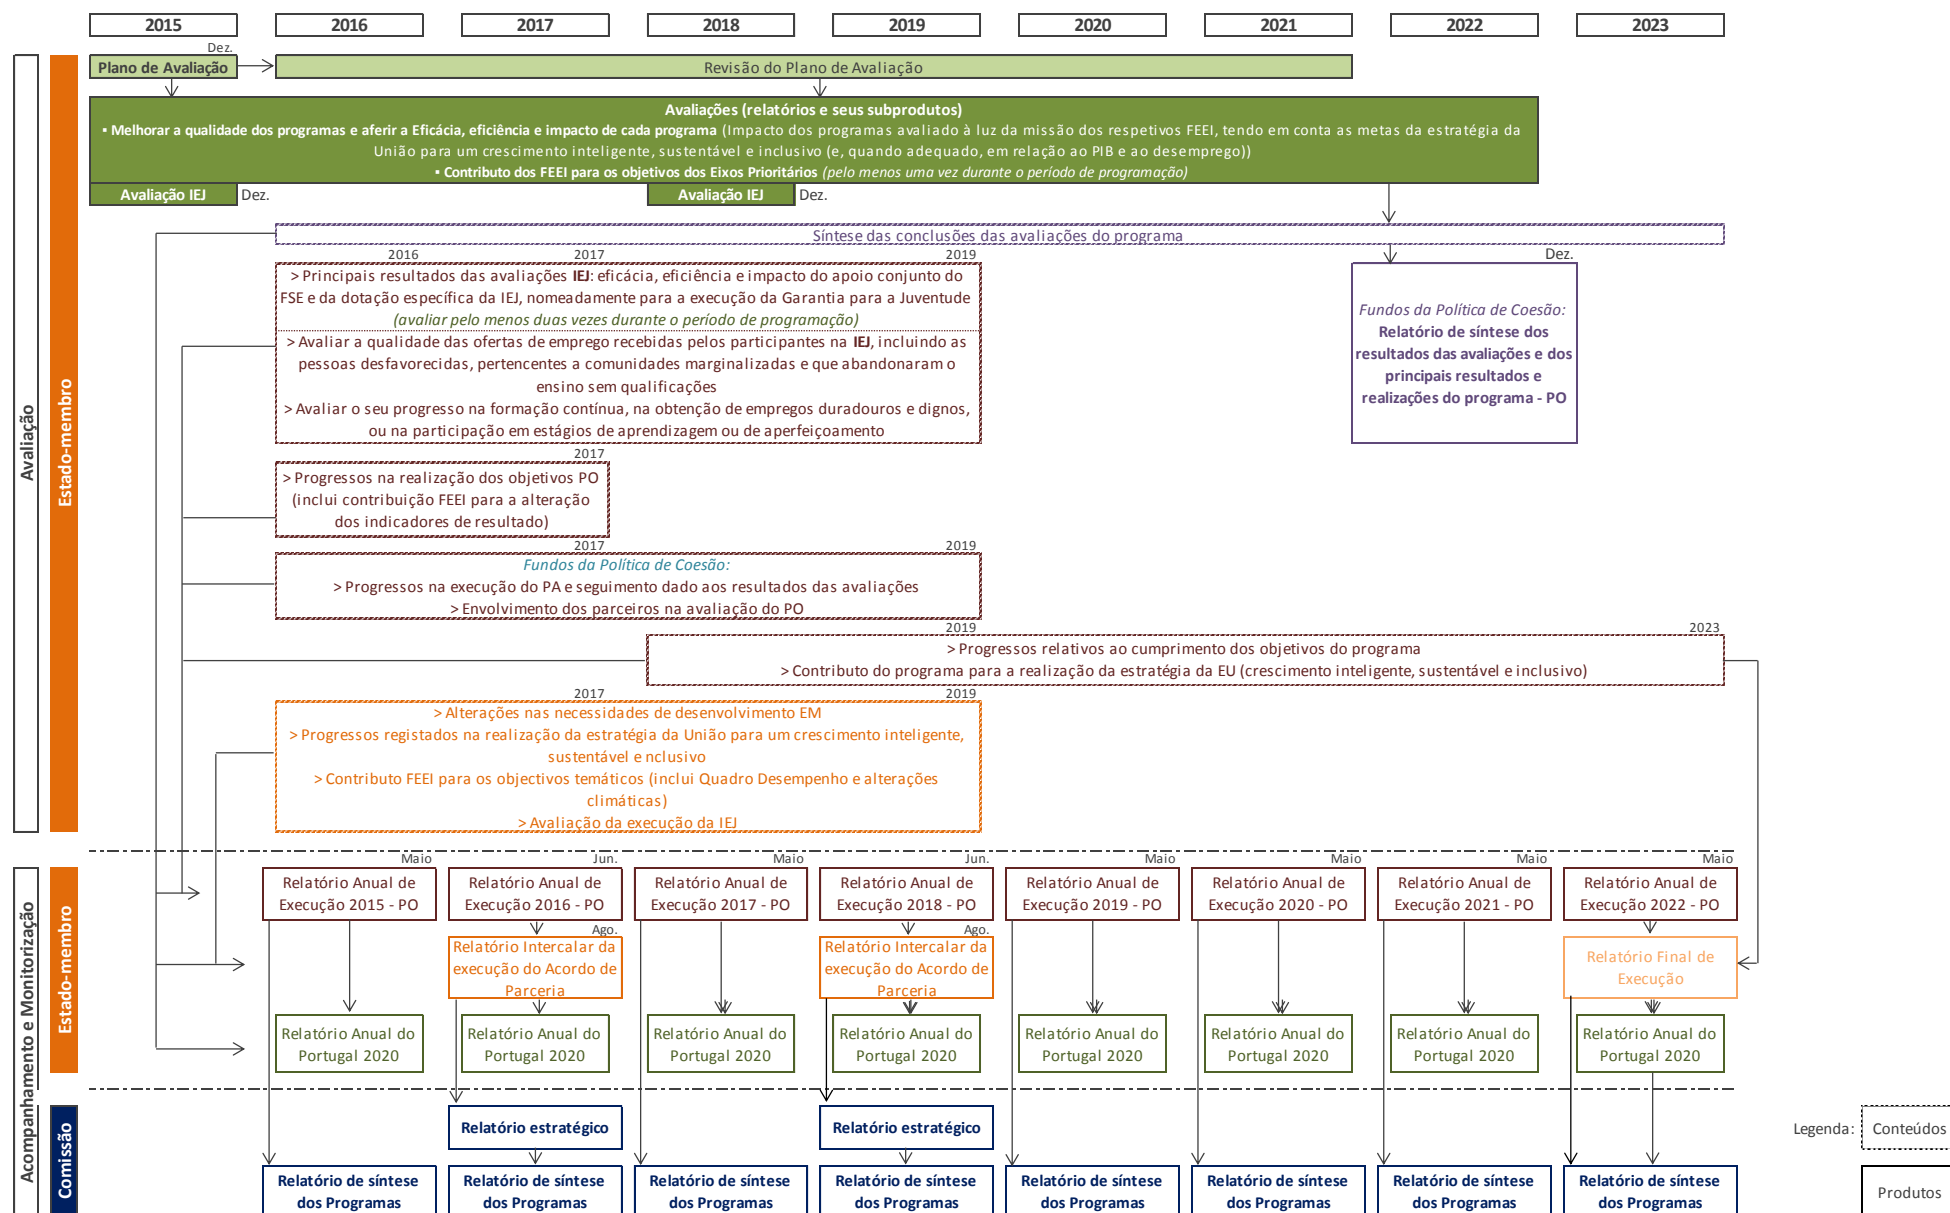 2015
2016
2017
2018
2019
2020
2021
2022
2023
Dez.
Plano de Avaliação
Revisão do Plano de Avaliação
Avaliações (relatórios e seus subprodutos)
▪ Melhorar a qualidade dos programas e aferir a Eficácia, eficiência e impacto de cada programa (Impacto dos programas avaliado à luz da missão dos respetivos FEEI, tendo em conta as metas da estratégia da
União para um crescimento inteligente, sustentável e inclusivo (e, quando adequado, em relação ao PIB e ao desemprego))
▪ Contributo dos FEEI para os objetivos dos Eixos Prioritários (pelo menos uma vez durante o período de programação)
Avaliação IEJ
Dez.
Avaliação IEJ
Dez.
Síntese das conclusões das avaliações do programa
2016
2017
2019
> Principais resultados das avaliações IEJ: eficácia, eficiência e impacto do apoio conjunto do
FSE e da dotação específica da IEJ, nomeadamente para a execução da Garantia para a Juventude
(avaliar pelo menos duas vezes durante o período de programação)
> Avaliar a qualidade das ofertas de emprego recebidas pelos participantes na IEJ, incluindo as
pessoas desfavorecidas, pertencentes a comunidades marginalizadas e que abandonaram o
ensino sem qualificações
> Avaliar o seu progresso na formação contínua, na obtenção de empregos duradouros e dignos,
ou na participação em estágios de aprendizagem ou de aperfeiçoamento
Dez.
Fundos da Política de Coesão:
Relatório de síntese dos
resultados das avaliações e dos
principais resultados e
realizações do programa - PO
2017
> Progressos na realização dos objetivos PO
(inclui contribuição FEEI para a alteração
dos indicadores de resultado)
2017
2019
Fundos da Política de Coesão:
> Progressos na execução do PA e seguimento dado aos resultados das avaliações
> Envolvimento dos parceiros na avaliação do PO
2019
2023
> Progressos relativos ao cumprimento dos objetivos do programa
> Contributo do programa para a realização da estratégia da EU (crescimento inteligente, sustentável e inclusivo)
2017
2019
> Alterações nas necessidades de desenvolvimento EM
> Progressos registados na realização da estratégia da União para um crescimento inteligente,
sustentável e nclusivo
> Contributo FEEI para os objectivos temáticos (inclui Quadro Desempenho e alterações
climáticas)
> Avaliação da execução da IEJ
Avaliação
Estado-membro
Maio
Jun.
Maio
Jun.
Maio
Maio
Maio
Maio
Relatório Anual de
Execução 2015 - PO
Relatório Anual de
Execução 2016 - PO
Relatório Anual de
Execução 2017 - PO
Relatório Anual de
Execução 2018 - PO
Relatório Anual de
Execução 2019 - PO
Relatório Anual de
Execução 2020 - PO
Relatório Anual de
Execução 2021 - PO
Relatório Anual de
Execução 2022 - PO
Ago.
Relatório Intercalar da
execução do Acordo de
Parceria
Ago.
Relatório Intercalar da
execução do Acordo de
Parceria
Relatório Final de
Execução
Relatório Anual do
Portugal 2020
Relatório Anual do
Portugal 2020
Relatório Anual do
Portugal 2020
Relatório Anual do
Portugal 2020
Relatório Anual do
Portugal 2020
Relatório Anual do
Portugal 2020
Relatório Anual do
Portugal 2020
Relatório Anual do
Portugal 2020
Acompanhamento e Monitorização
Estado-membro
Comissão
Relatório estratégico
Relatório estratégico
Relatório de síntese
dos Programas
Relatório de síntese
dos Programas
Relatório de síntese
dos Programas
Relatório de síntese
dos Programas
Relatório de síntese
dos Programas
Relatório de síntese
dos Programas
Relatório de síntese
dos Programas
Relatório de síntese
dos Programas
Legenda:
Conteúdos
Produtos